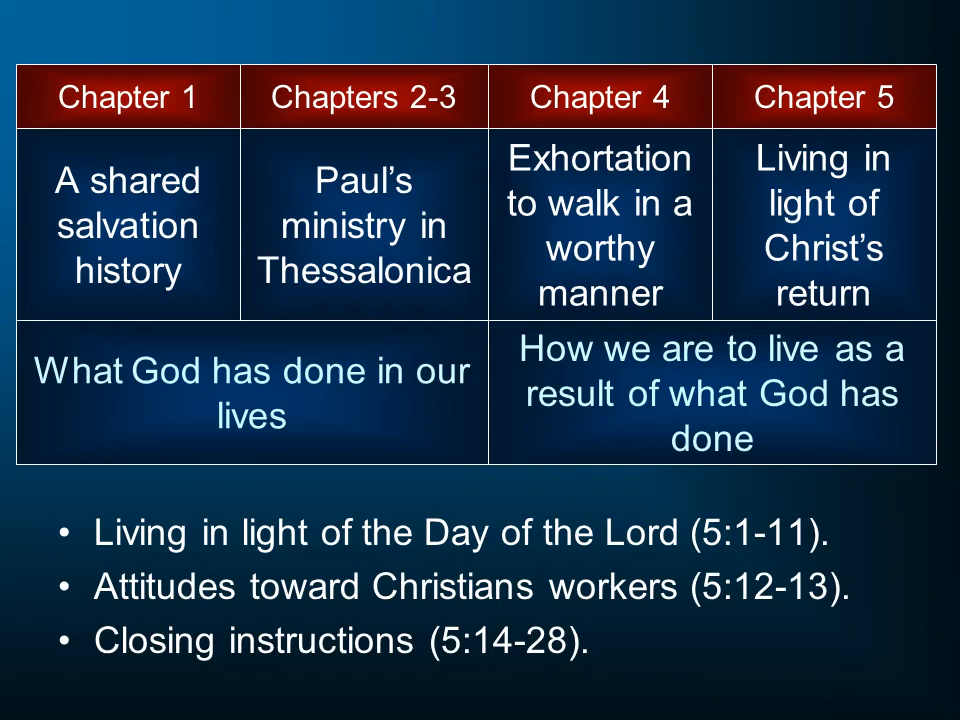 Chapter 1
Chapters 2-3
Chapter 4
Chapter 5
A shared
salvation
history
Paul’s
ministry in
Thessalonica
Exhortation
to walk in a
worthy
manner
Living in
light of
Christ’s
return
What God has done in our
lives
How we are to live as a
result of what God has
done
• Living in light of the Day of the Lord (5:1-11).
• Attitudes toward Christians workers (5:12-13).
• Closing instructions (5:14-28).